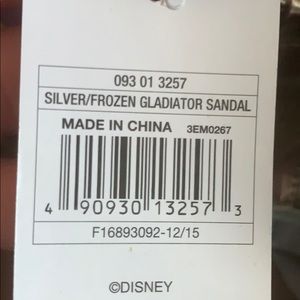 093 01 3257
SILVER/FROZEN GLADIATOR SANDAL
MADE IN CHINA 3EM0267
4 90930 13257 3
F16893092-12/15
©DISNEY